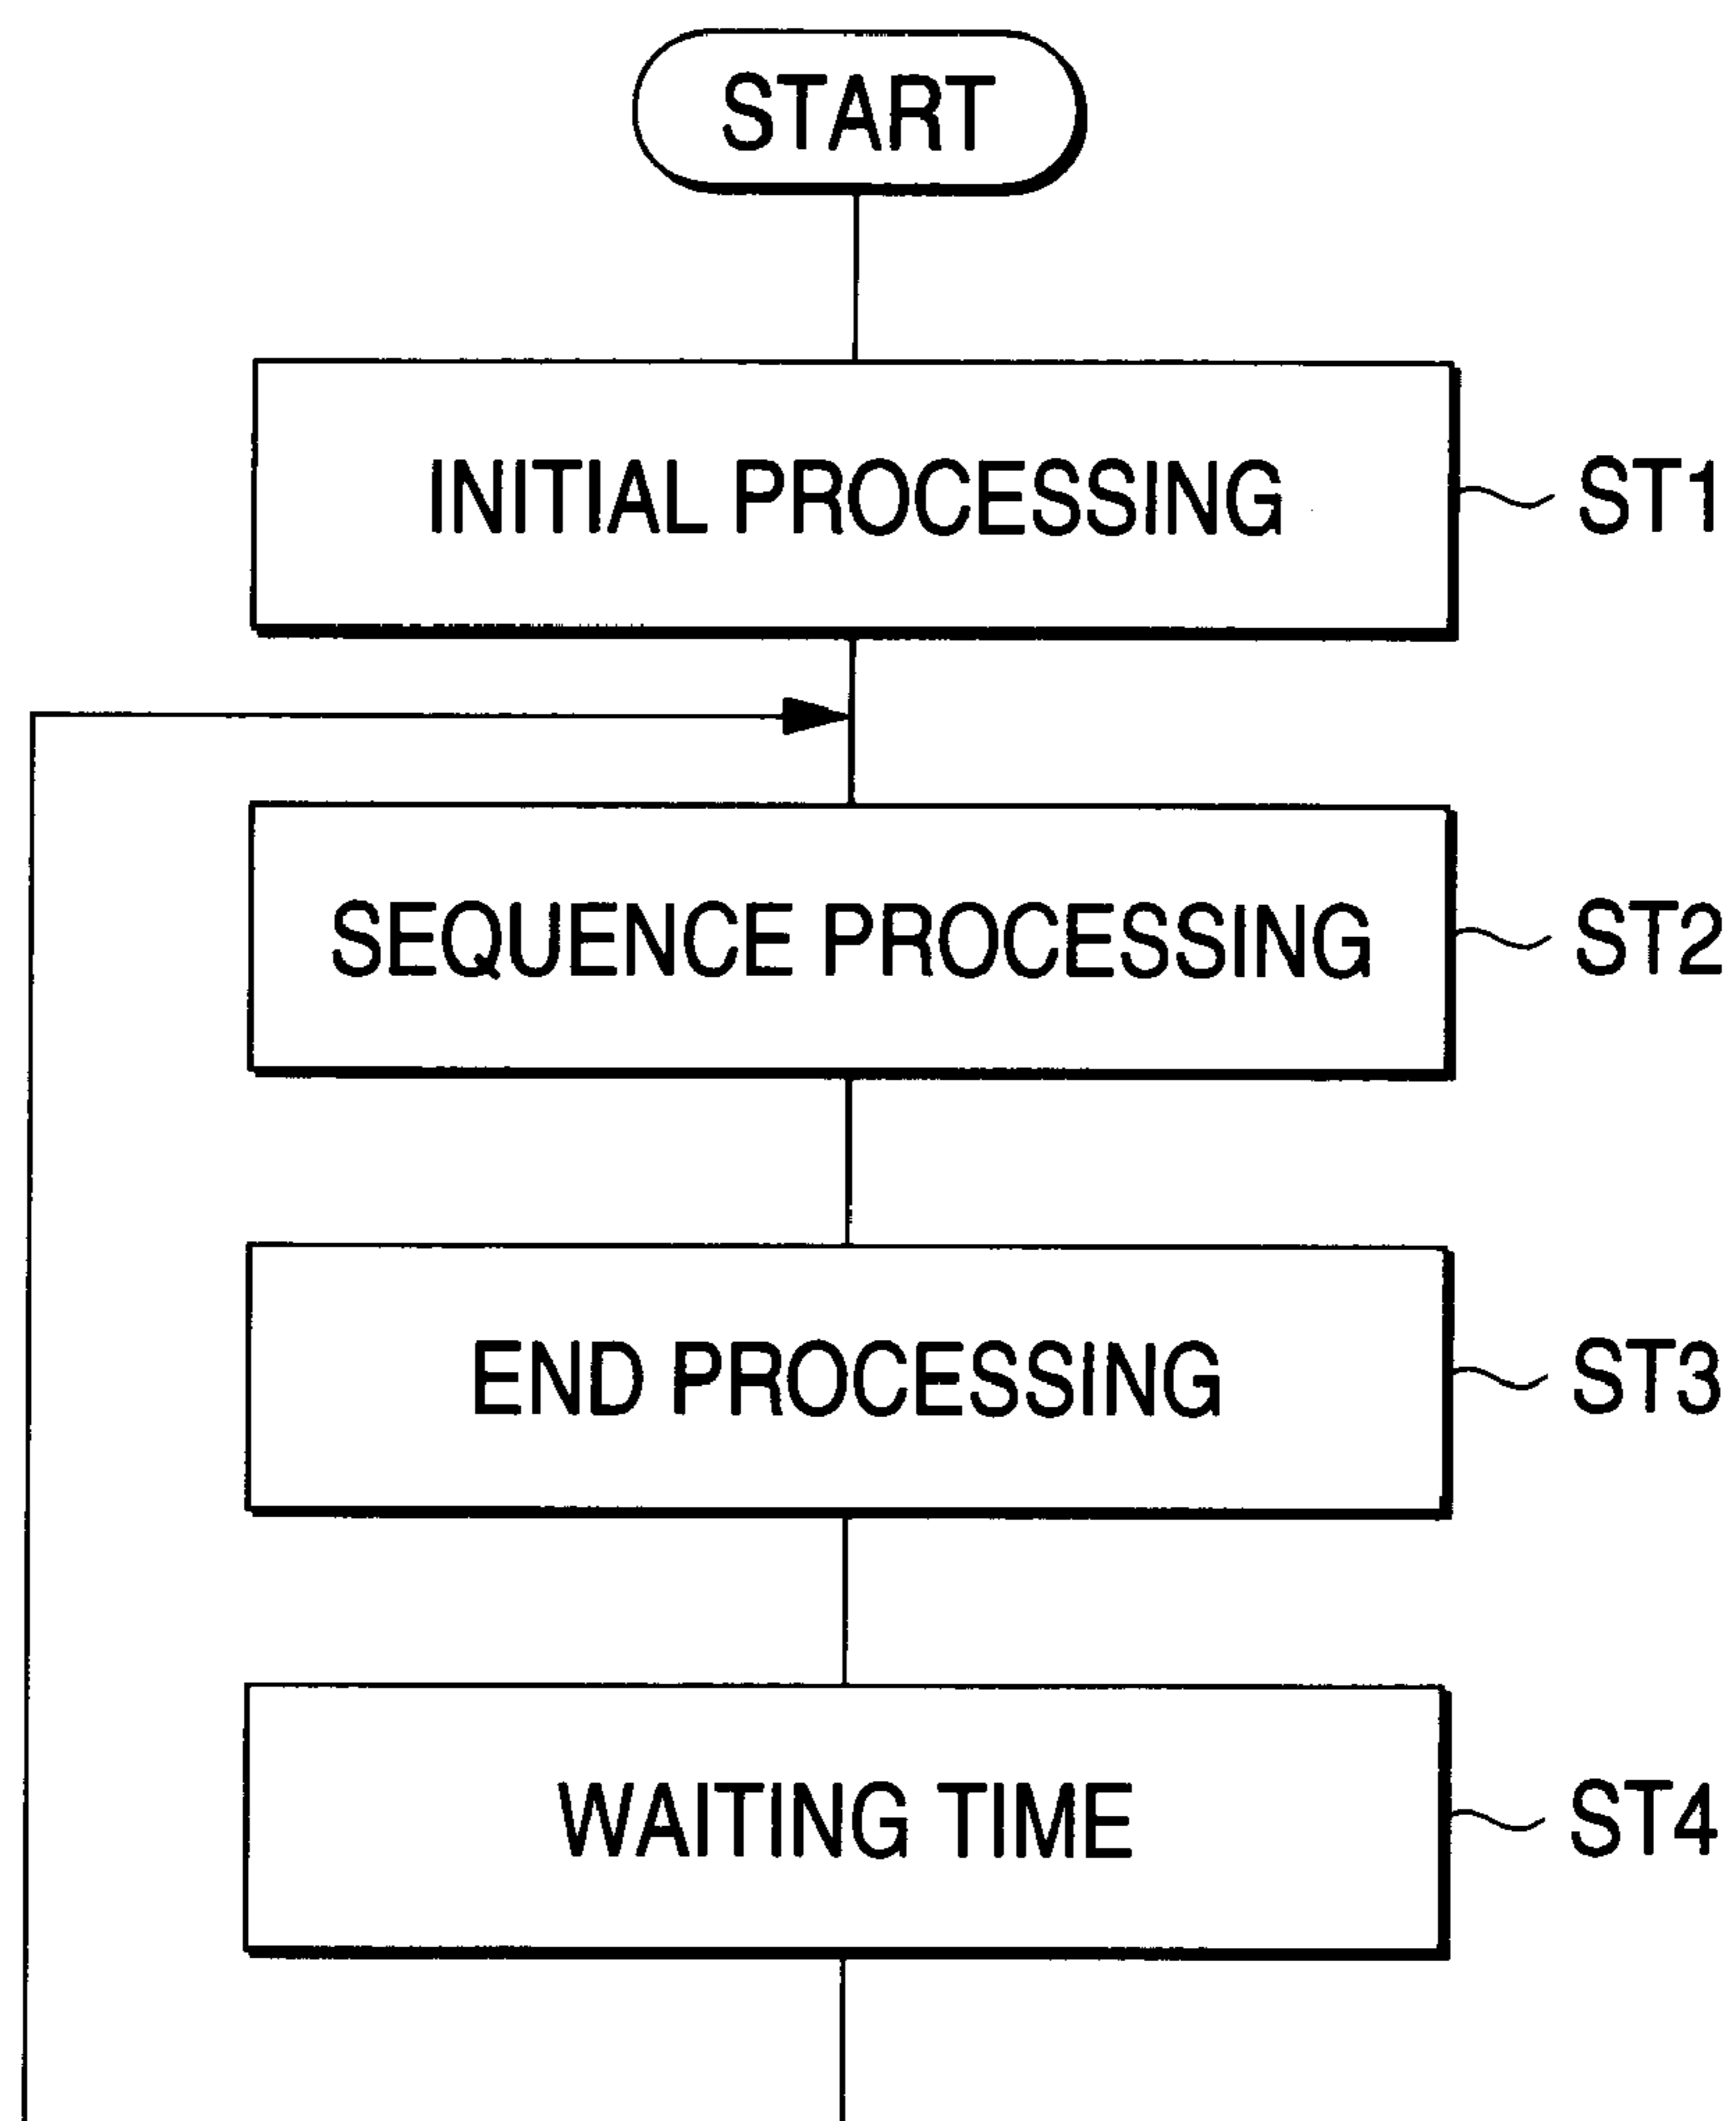 START
INITIAL PROCESSING
ST1
SEQUENCE PROCESSING
ST2
END PROCESSING
ST3
WAITING TIME
ST4